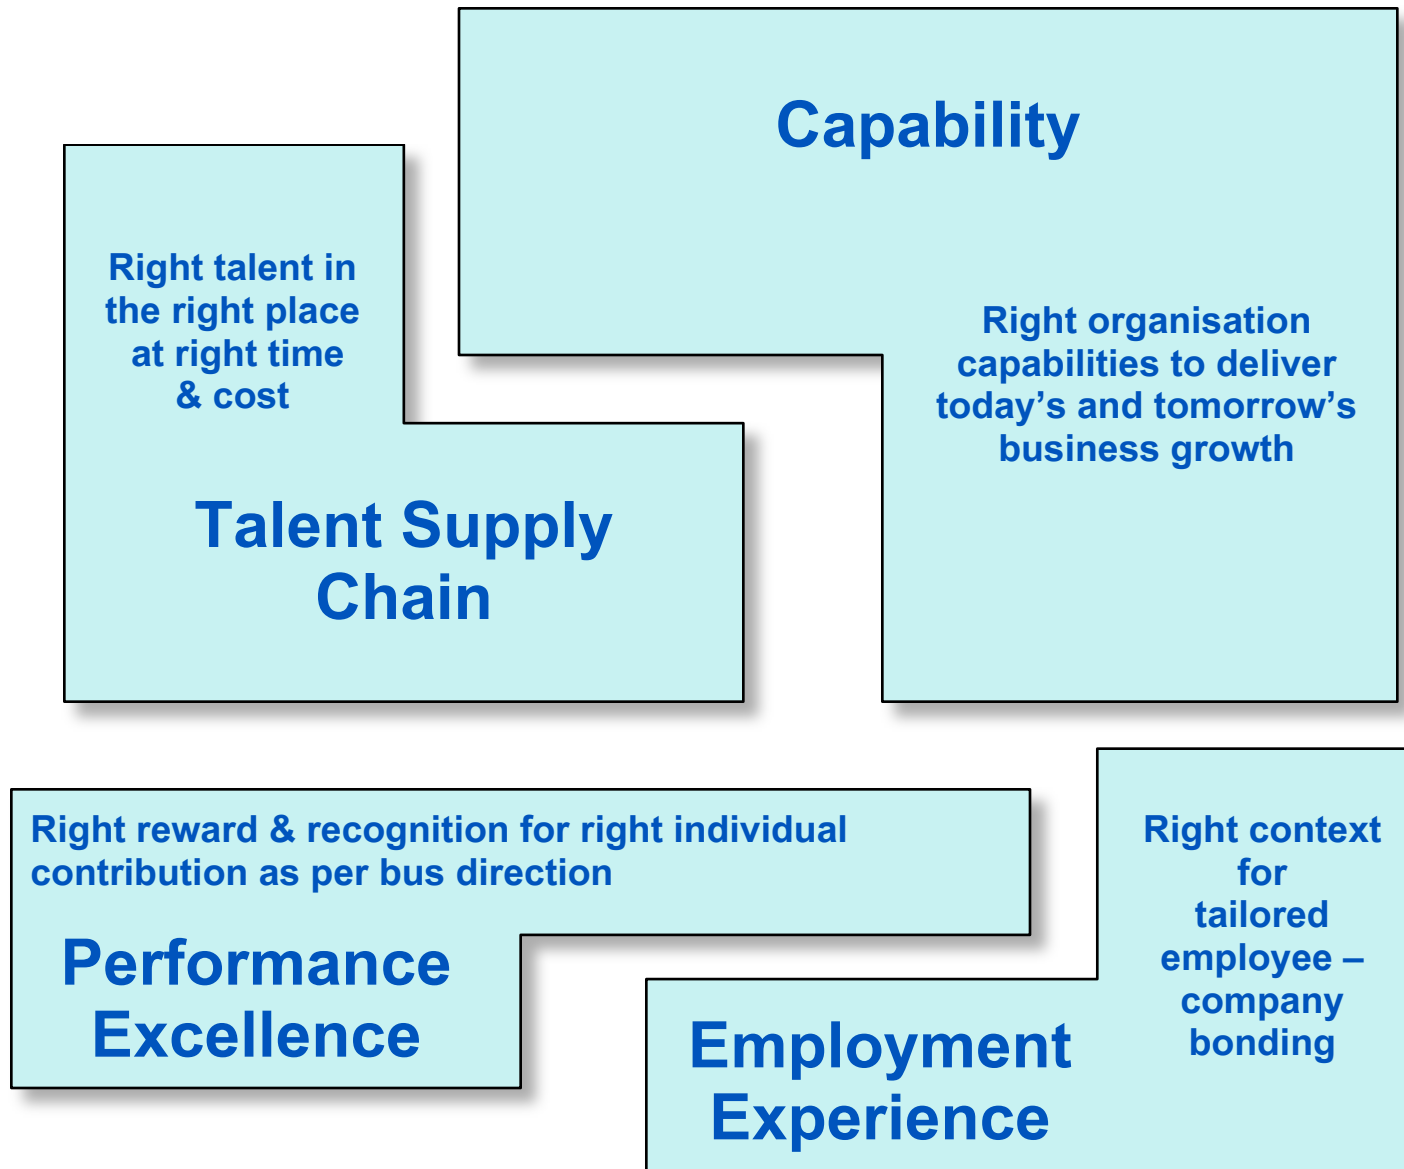 Capability
Right organisation
capabilities to deliver
today’s and tomorrow’s
business growth
Right talent in
the right place
at right time
& cost
Talent Supply
Chain
Right reward & recognition for right individual
contribution as per bus direction
Performance
Excellence
Right context
for
tailored
employee –
company
bonding
Employment
Experience